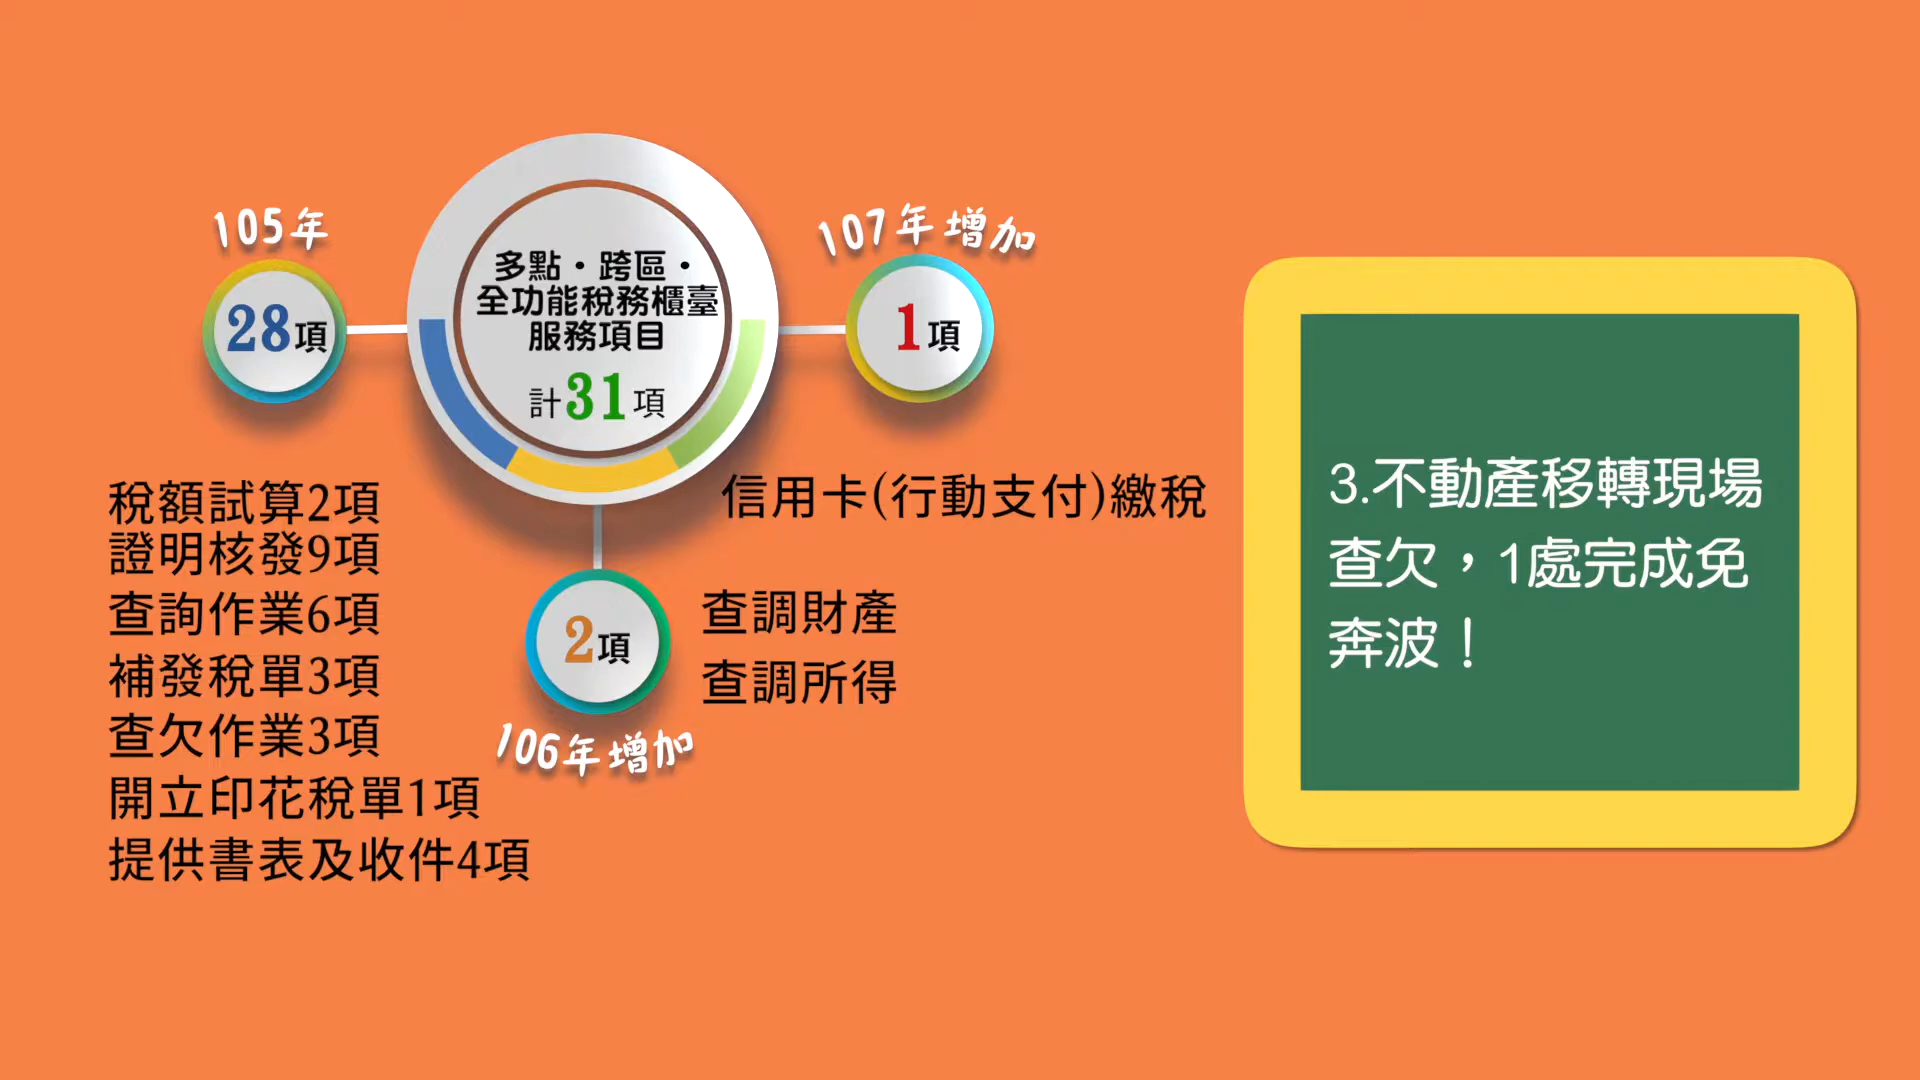 105年
28項
多點·跨區·
全功能稅務櫃臺
服務項目
計31項
107年增加
1項
稅額試算2項
證明核發9項
查詢作業6項
補發稅單3項
查欠作業3項
開立印花稅單1項
提供書表及收件4項
信用卡(行動支付)繳稅
2項
106年增加
查調財產
查調所得
3.不動產移轉現場
查欠，1處完成免
奔波！